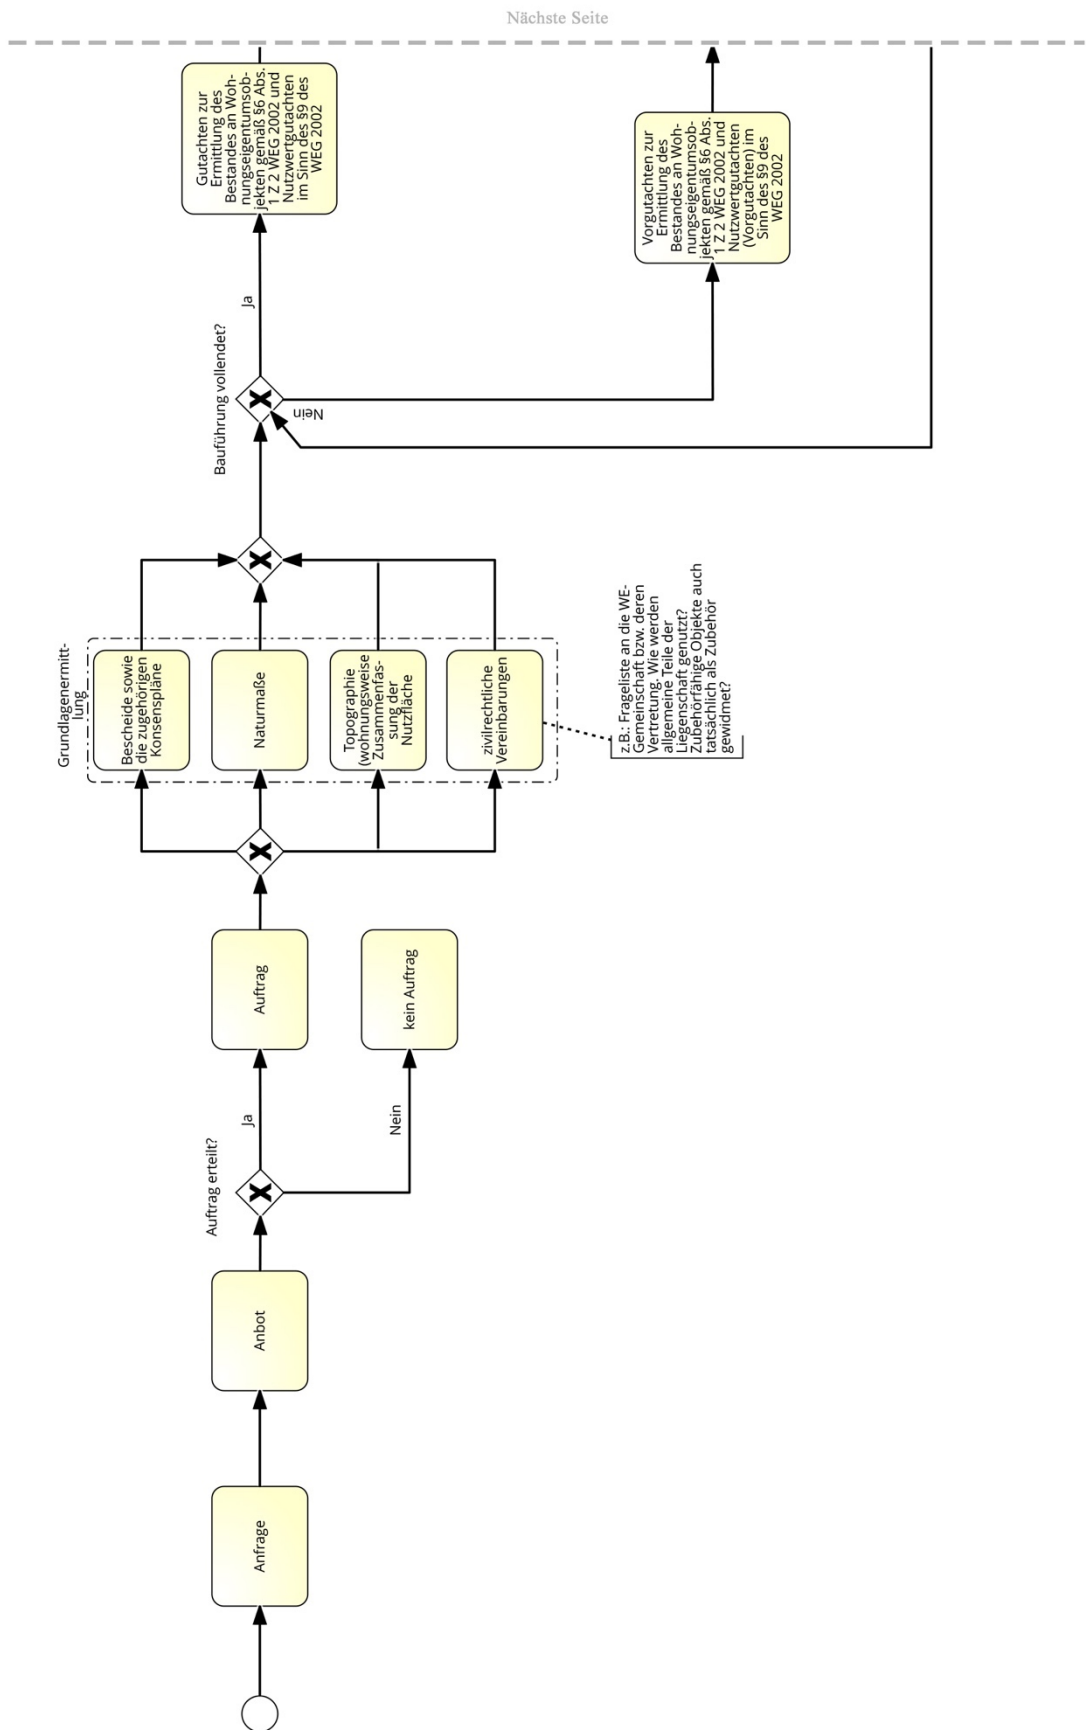 Nächste Seite
Anfrage
Anbot
Auftrag erteilt?
Ja
Nein
Auftrag
kein Auftrag
Grundlagenermitt-
lung
Bescheide sowie
die zugehörigen
Konsenspläne
Naturmaße
Topographie
(wohnungsweise
Zusammenfas-
sung der
Nutzfläche
zivilrechtliche
Vereinbarungen
z.B.: Frageliste an die WE-
Gemeinschaft bzw. deren
Vertretung. Wie werden
allgemeine Teile der
Liegenschaft genutzt?
Zubehörfähige Objekte auch
tatsächlich als Zubehör
gewidmet?
Bauführung vollendet?
Ja
Nein
Gutachten zur
Ermittlung des
Bestandes an Woh-
nungseigentumsob-
jekten gemäß §6 Abs.
1 Z 2 WEG 2002 und
Nutzwertgutachten
im Sinn des §9 des
WEG 2002
Vorgutachten zur
Ermittlung des
Bestandes an Woh-
nungseigentumsob-
jekten gemäß §6 Abs.
1 Z 2 WEG 2002 und
Nutzwertgutachten
(Vorgutachten) im
Sinn des §9 des
WEG 2002